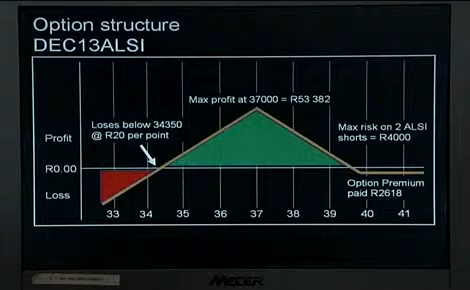 Option structure
DEC13ALSI
Max profit at 37000 = R53 382
Loses below 34350
@ R20 per point
Max risk on 2 ALSI
shorts = R4000
Profit
R0.00
Loss
Option Premium
paid R2618
33 34 35 36 37 38 39 40 41
MECER